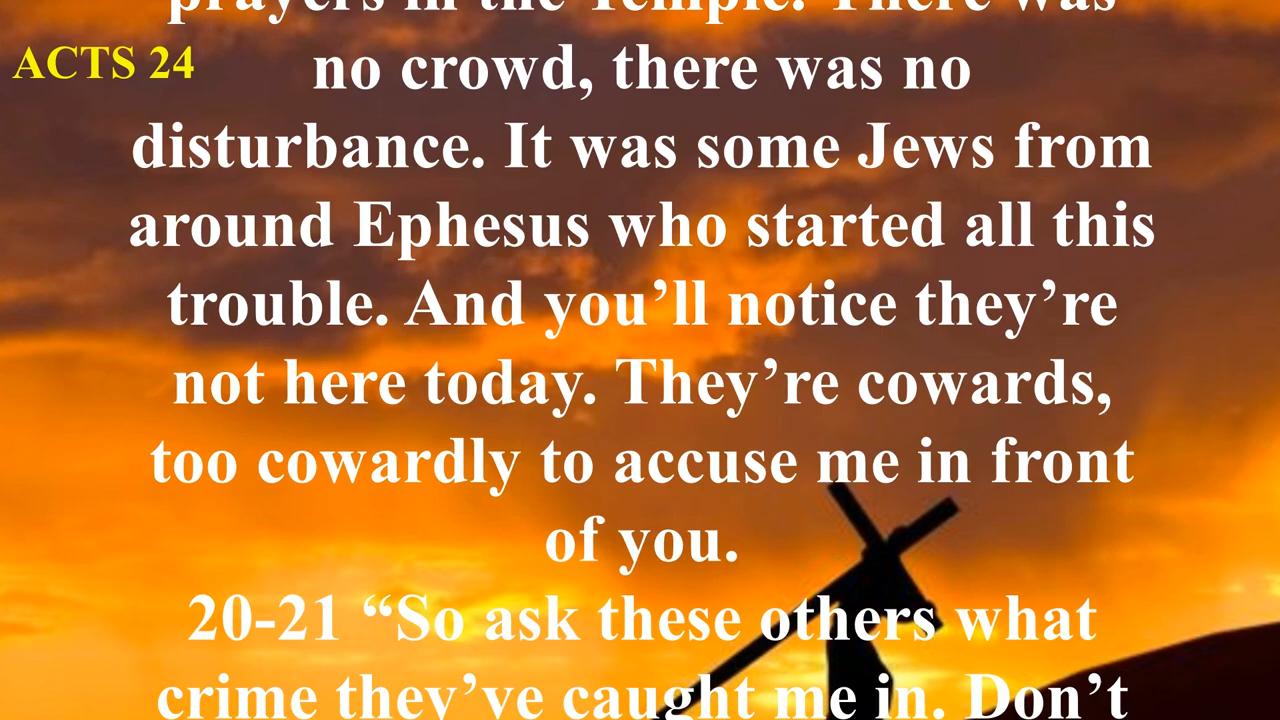 prayers in the Temple. There was
ACTS 24
no crowd, there was no
disturbance. It was some Jews from
around Ephesus who started all this
trouble. And you’ll notice they’re
not here today. They’re cowards,
too cowardly to accuse me in front
of you.
20-21 “So ask these others what
crime they’ve caught me in. Don’t